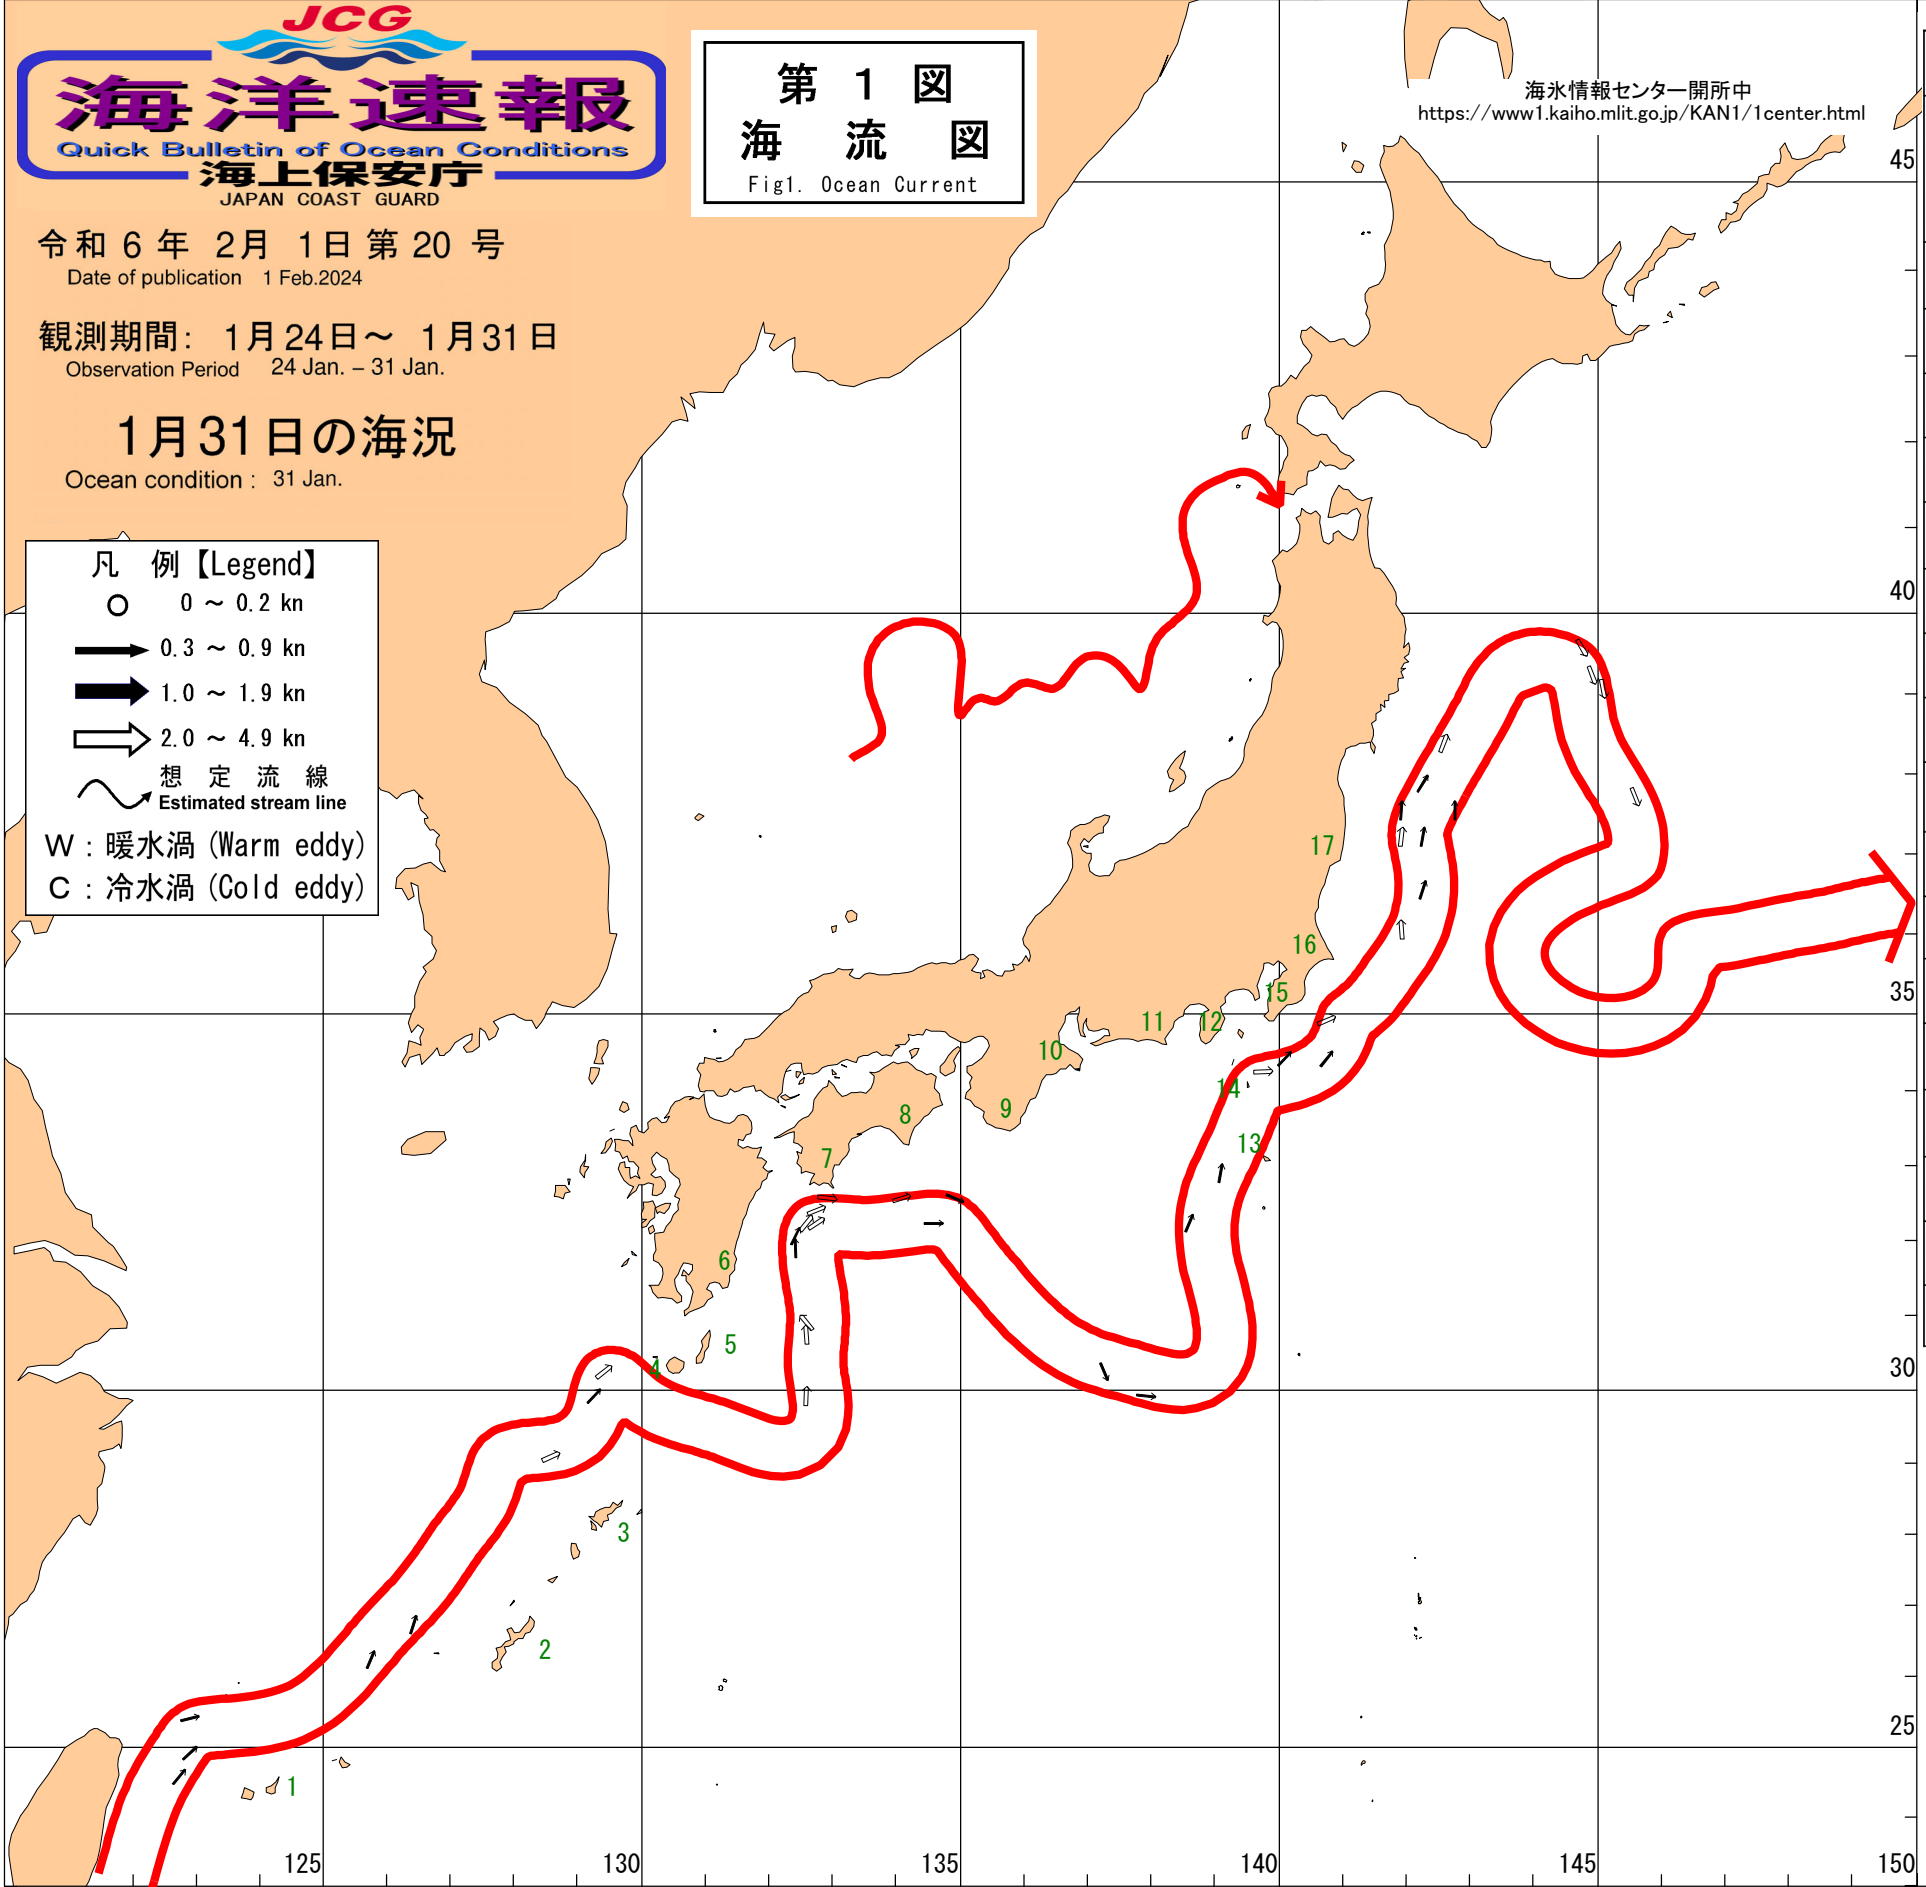 JCG
海洋速報
Quick Bulletin of Ocean Conditions
海上保安庁
JAPAN COAST GUARD
令和 6 年 2月 1日 第 20 号
Date of publication 1 Feb.2024
観測期間: 1月24日～ 1月31日
Observation Period 24 Jan. – 31 Jan.
1月31日の海況
Ocean condition : 31 Jan.
第 1 図
海 流 図
Fig1. Ocean Current
海氷情報センター開所中
https://www1.kaiho.mlit.go.jp/KAN1/1center.html
凡 例【Legend】
0 ～ 0.2 kn
0.3 ～ 0.9 kn
1.0 ～ 1.9 kn
2.0 ～ 4.9 kn
想 定 流 線
Estimated stream line
W : 暖水渦 (Warm eddy)
C : 冷水渦 (Cold eddy)
45
40
35
30
25
17
16
15
11
12
10
14
9
8
13
7
6
5
4
3
2
1
125
130
135
140
145
150